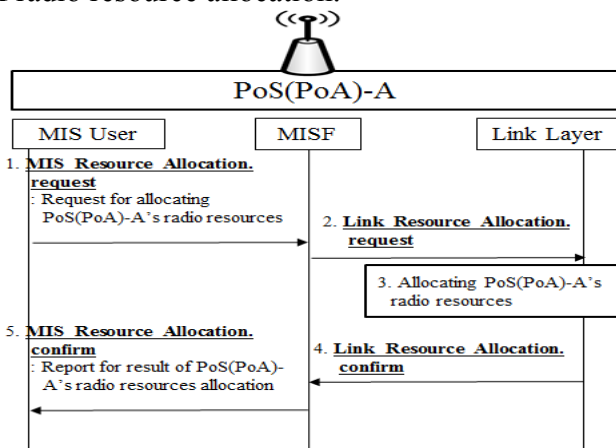 radio resource allocation.
PoS(PoA)-A
MIS User
MISF
Link Layer
1. MIS Resource Allocation.
request
: Request for allocating
PoS(PoA)-A's radio resources
2. Link Resource Allocation.
request
3. Allocating PoS(PoA)-A's
radio resources
4. Link Resource Allocation.
confirm
5. MIS Resource Allocation.
confirm
: Report for result of PoS(PoA)-
A's radio resources allocation